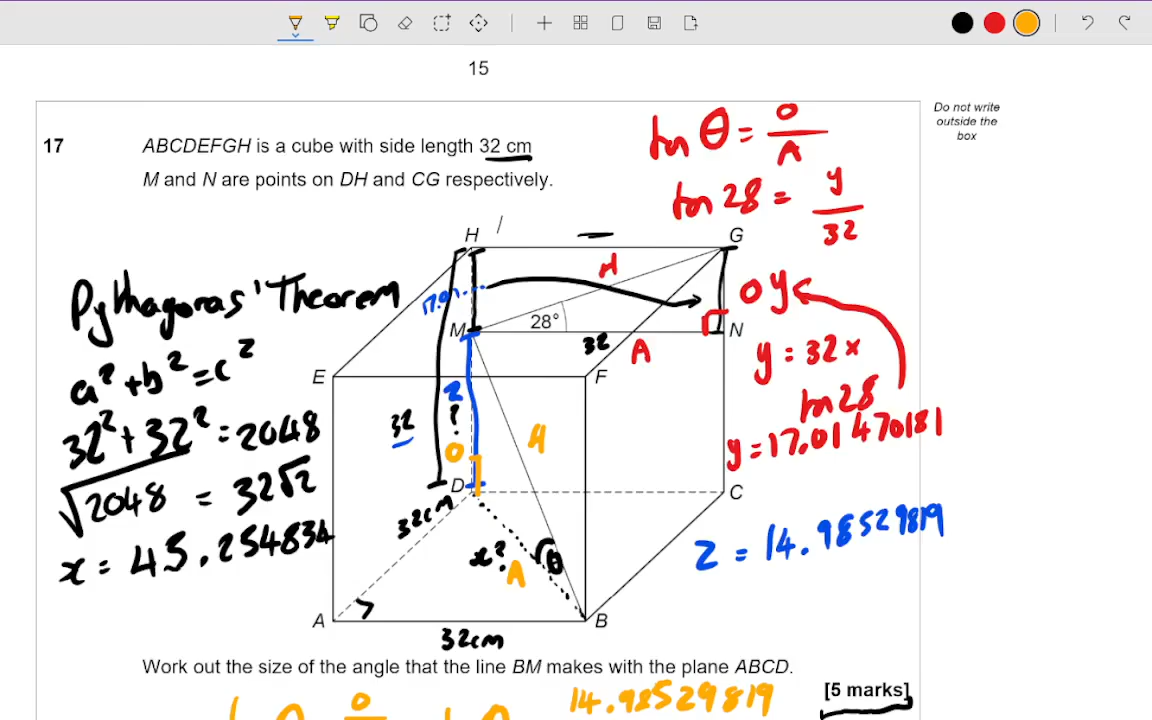 15
Do not write
outside the
box
17
ABCDEFGH is a cube with side length 32 cm
M and N are points on DH and CG respectively.
tan θ = O/A
tan 28 = y/32
H
G
Pythagoras' Theorem
a² + b² = c²
32² + 32² = 2048
√2048 = 32√2
x = 45.254834
17.01
H
M
28°
32
A
N
O y
y = 32 x
tan 28
y = 17.01470181
E
F
z
?
32
O
H
D
C
32cm
x?
A
θ
z = 14.98529819
A
B
32cm
Work out the size of the angle that the line BM makes with the plane ABCD.
[5 marks]
O
14.98529819